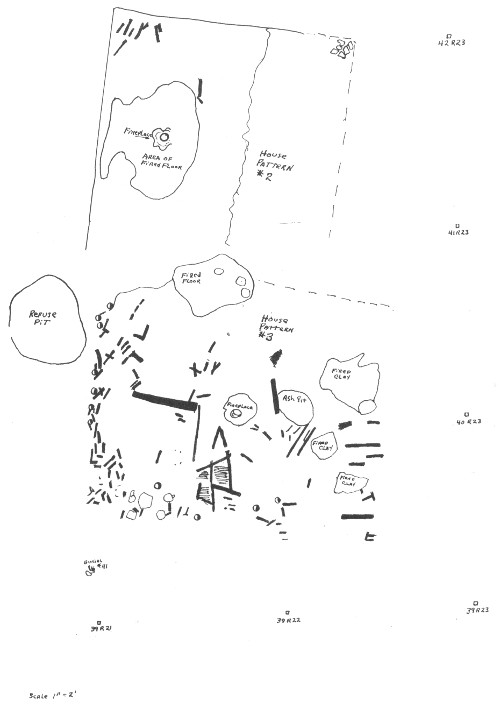 42R23
Fireplace
AREA OF
FIRED FLOOR
HOUSE
PATTERN
#2
41R23
FIRED
FLOOR
REFUSE
PIT
HOUSE
PATTERN
#3
FIRED
CLAY
ASH PIT
FIREPLACE
40R23
FIRED
CLAY
FIRED
CLAY
BURIAL
#41
39R23
39R22
39R21
Scale 1" - 2'